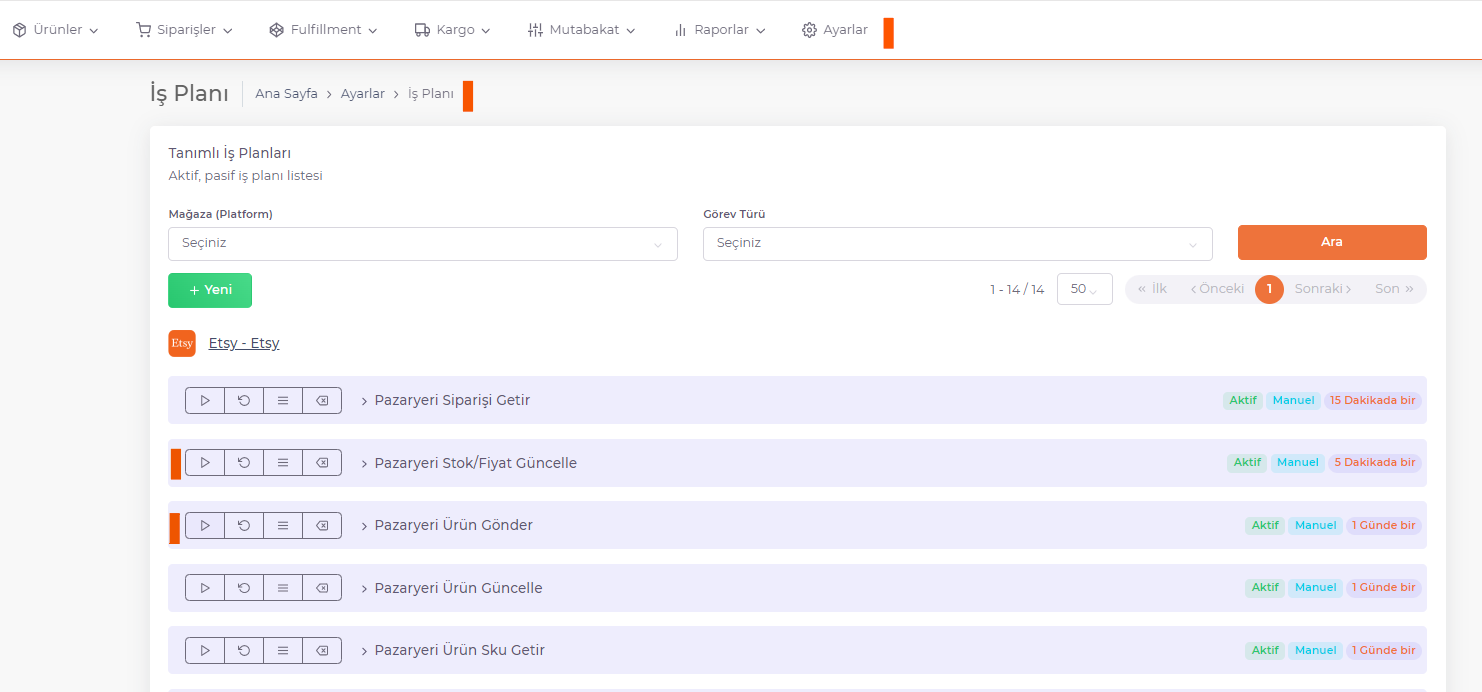 Ürünler Siparişler Fulfillment Kargo Mutabakat Raporlar Ayarlar
İş Planı Ana Sayfa > Ayarlar > İş Planı
Tanımlı İş Planları
Aktif, pasif iş planı listesi
Mağaza (Platform) Görev Türü
Seçiniz Seçiniz Ara
+ Yeni 1 - 14 / 14 50 « İlk < Önceki 1 Sonraki > Son »
Etsy Etsy - Etsy
> Pazaryeri Siparişi Getir Aktif Manuel 15 Dakikada bir
> Pazaryeri Stok/Fiyat Güncelle Aktif Manuel 5 Dakikada bir
> Pazaryeri Ürün Gönder Aktif Manuel 1 Günde bir
> Pazaryeri Ürün Güncelle Aktif Manuel 1 Günde bir
> Pazaryeri Ürün Sku Getir Aktif Manuel 1 Günde bir